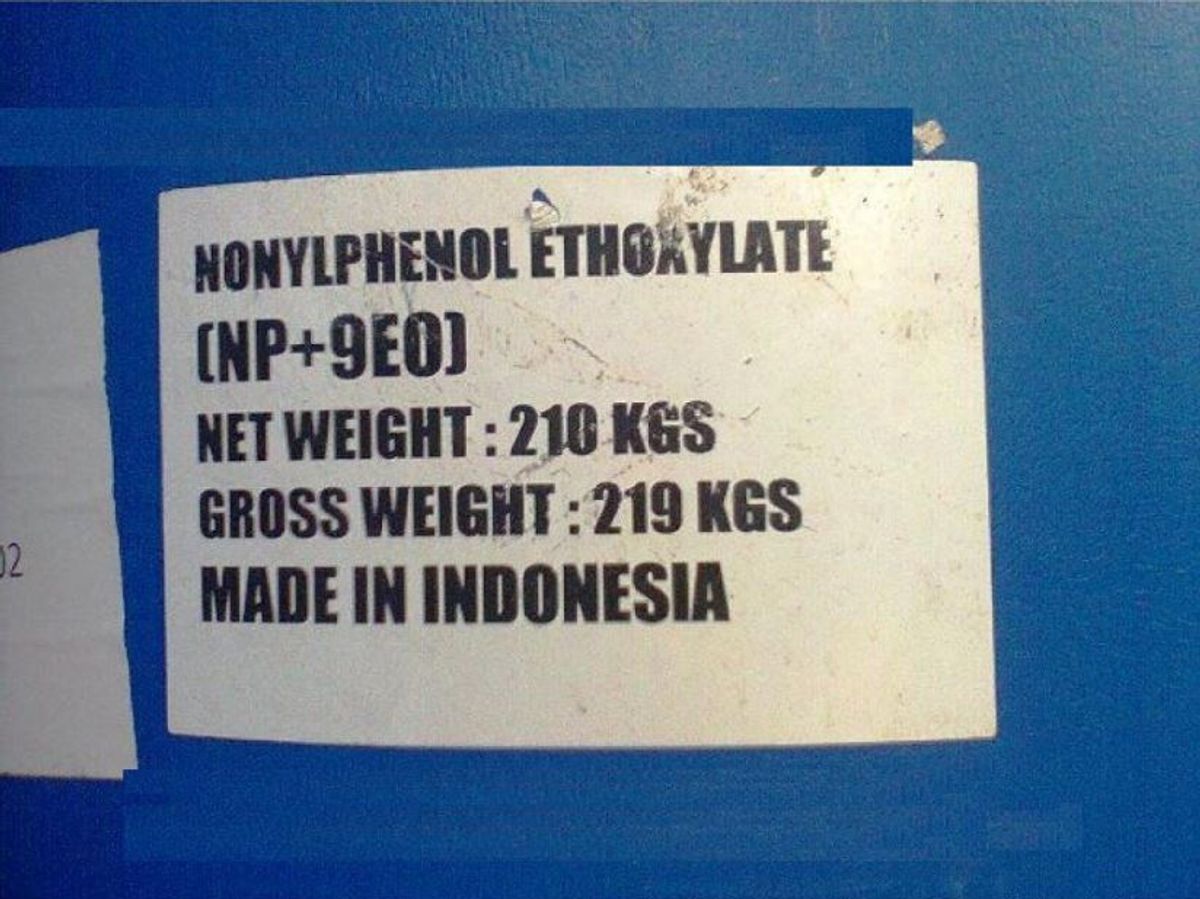 NONYLPHENOL ETHOXYLATE
(NP+9EO)
NET WEIGHT : 210 KGS
GROSS WEIGHT : 219 KGS
MADE IN INDONESIA